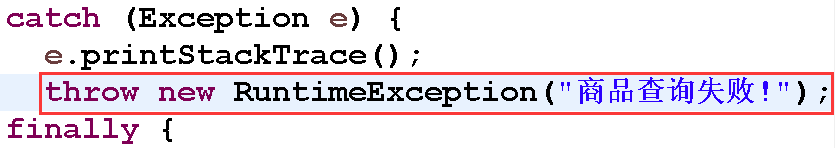 catch (Exception e) {
e.printStackTrace();
throw new RuntimeException("商品查询失败!");
finally {